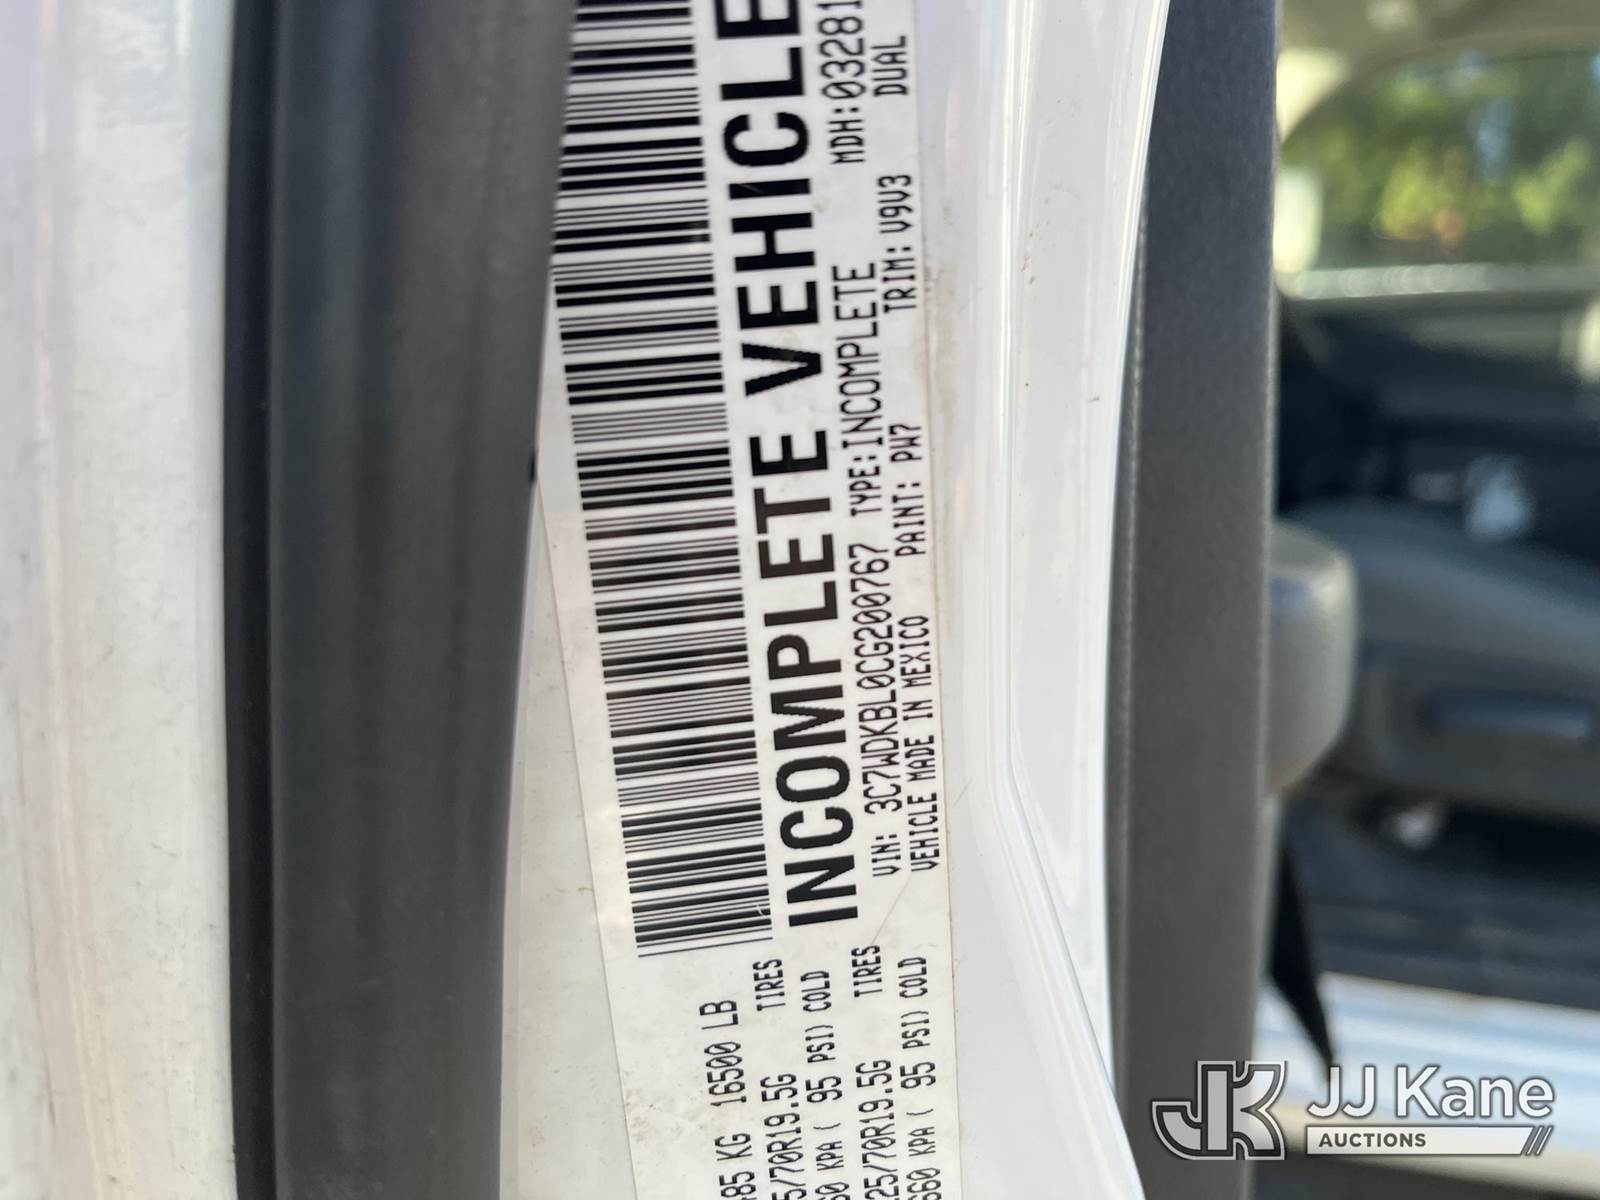 485 KG 16500 LB
5/70R19.5G TIRES
60 KPA ( 95 PSI) COLD
25/70R19.5G TIRES
660 KPA ( 95 PSI) COLD
INCOMPLETE VEHICLE
VIN: 3C7WDKBL0CG200767 TYPE: INCOMPLETE MDH: 03281
VEHICLE MADE IN MEXICO PAINT: PW7 TRIM: V9V3 DUAL
JJ Kane
AUCTIONS